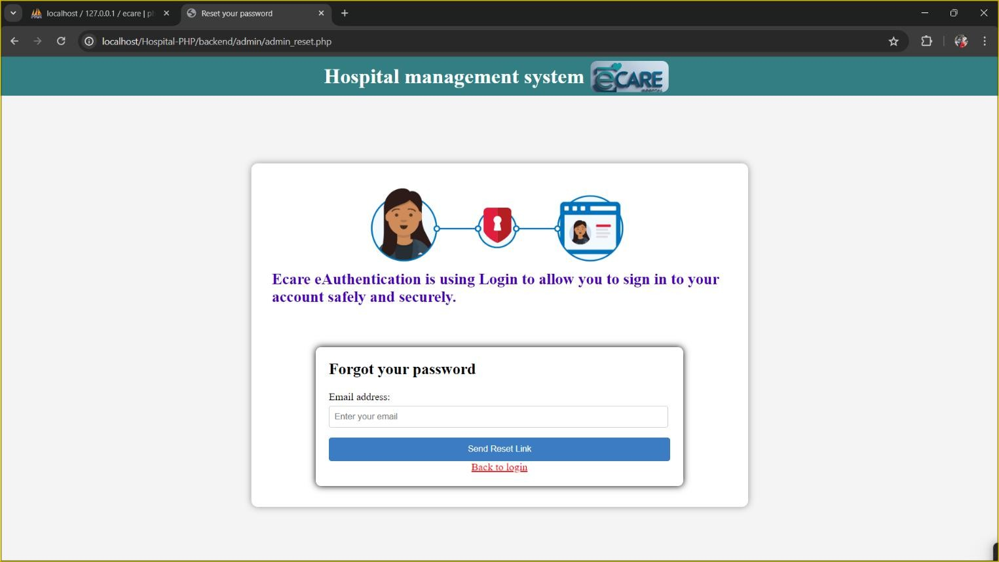 localhost / 127.0.0.1 / ecare | ph
Reset your password
localhost/Hospital-PHP/backend/admin/admin_reset.php
Hospital management system
eCARE
Ecare eAuthentication is using Login to allow you to sign in to your
account safely and securely.
Forgot your password
Email address:
Enter your email
Send Reset Link
Back to login